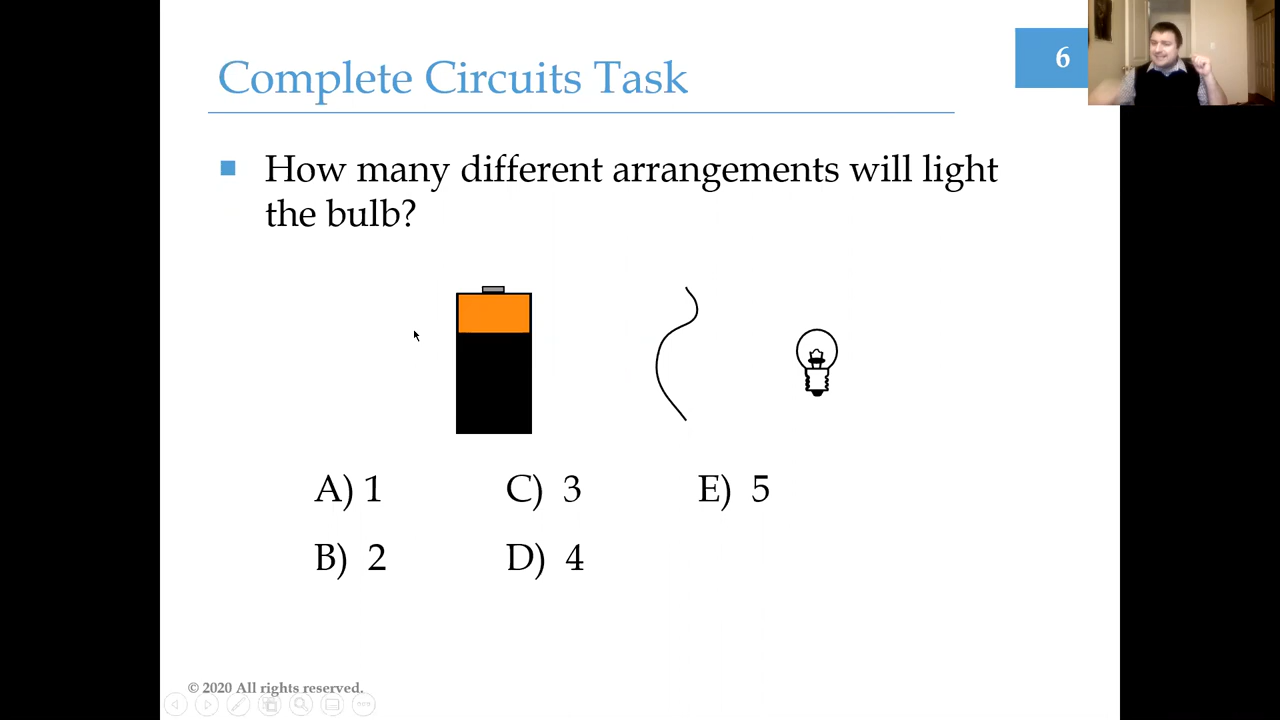 Complete Circuits Task
6
How many different arrangements will light
the bulb?
A) 1
C) 3
E) 5
B) 2
D) 4
© 2020 All rights reserved.